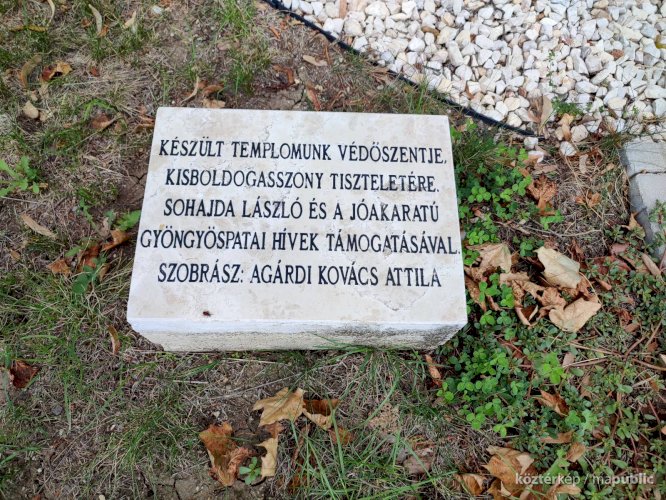 KÉSZÜLT TEMPLOMUNK VÉDŐSZENTJE,
KISBOLDOGASSZONY TISZTELETÉRE,
SOHAJDA LÁSZLÓ ÉS A JÓAKARATÚ
GYÖNGYÖSPATAI HÍVEK TÁMOGATÁSÁVAL.
SZOBRÁSZ: AGÁRDI KOVÁCS ATTILA
köztérkép / mapublic